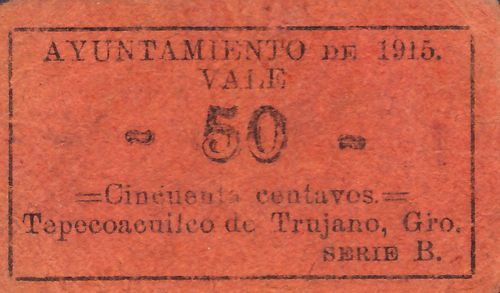 AYUNTAMIENTO DE 1915.
VALE
- 50 -
=Cincuenta centavos.=
Tepecoacuilco de Trujano, Gro.
SERIE B.